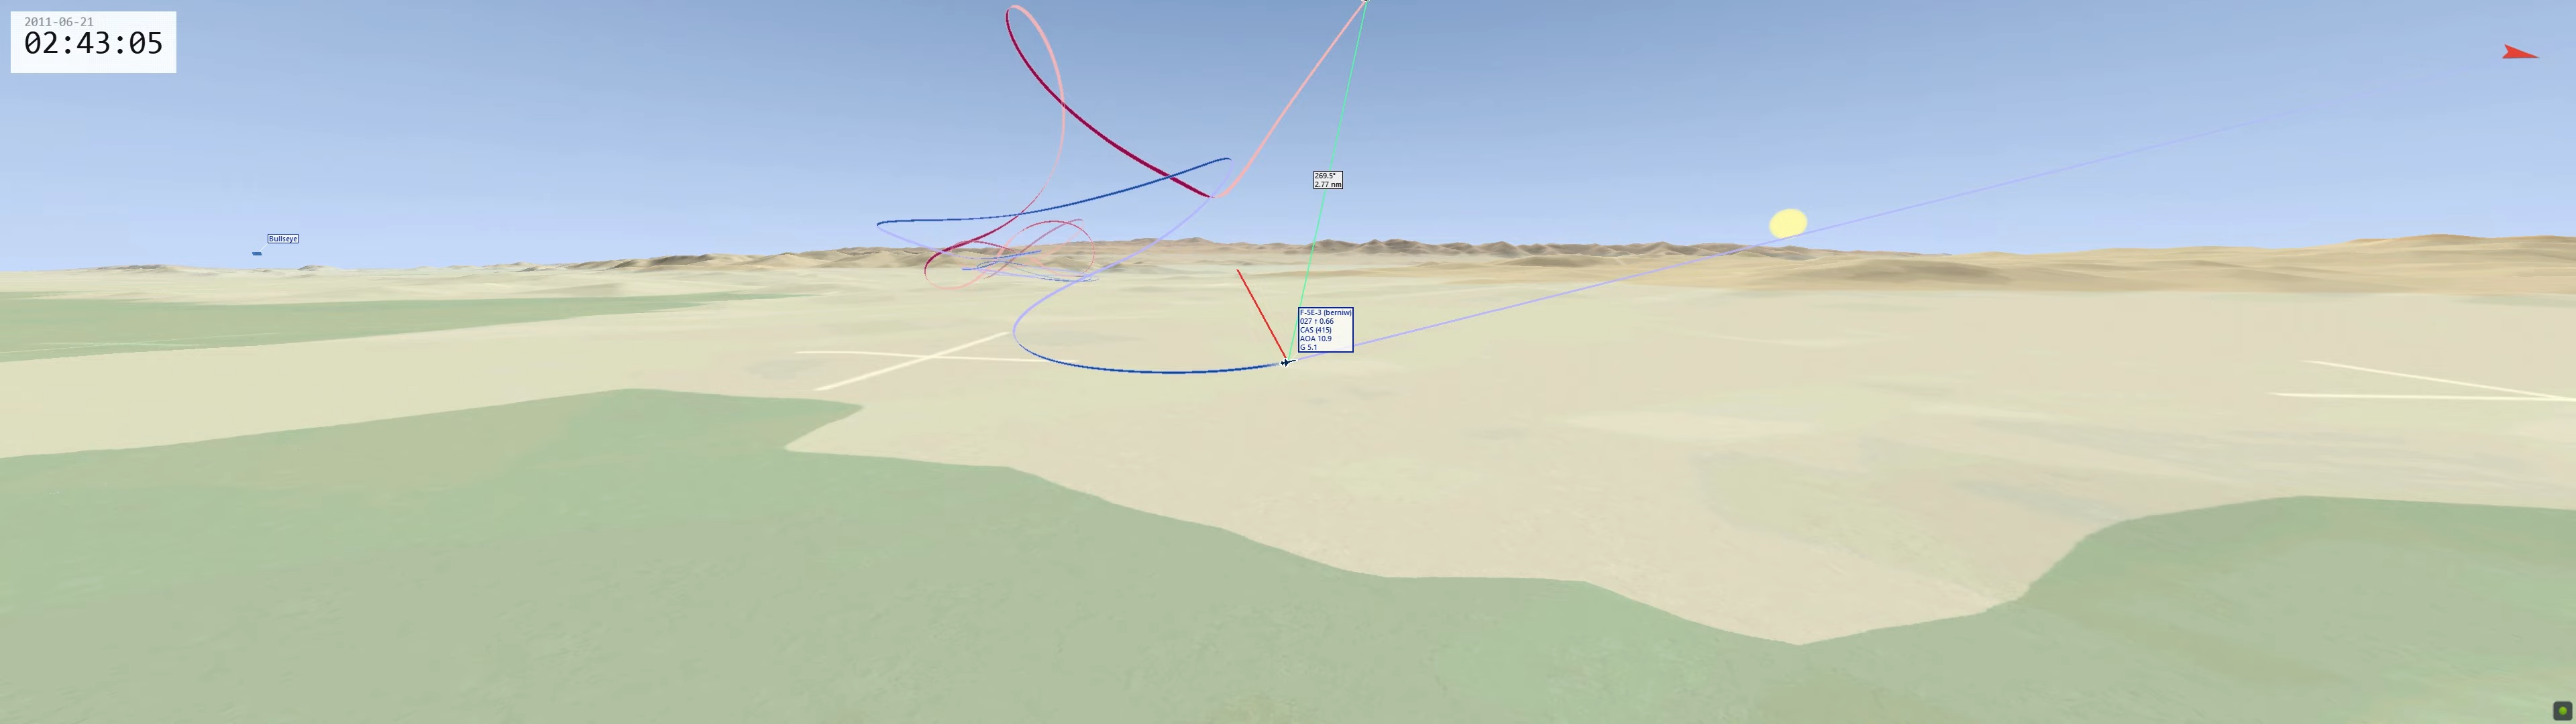 2011-06-21
02:43:05
269.5°
2.77 nm
Bullseye
F-5E-3 (berniw)
027 ↑ 0.66
CAS (415)
AOA 10.9
G 5.1